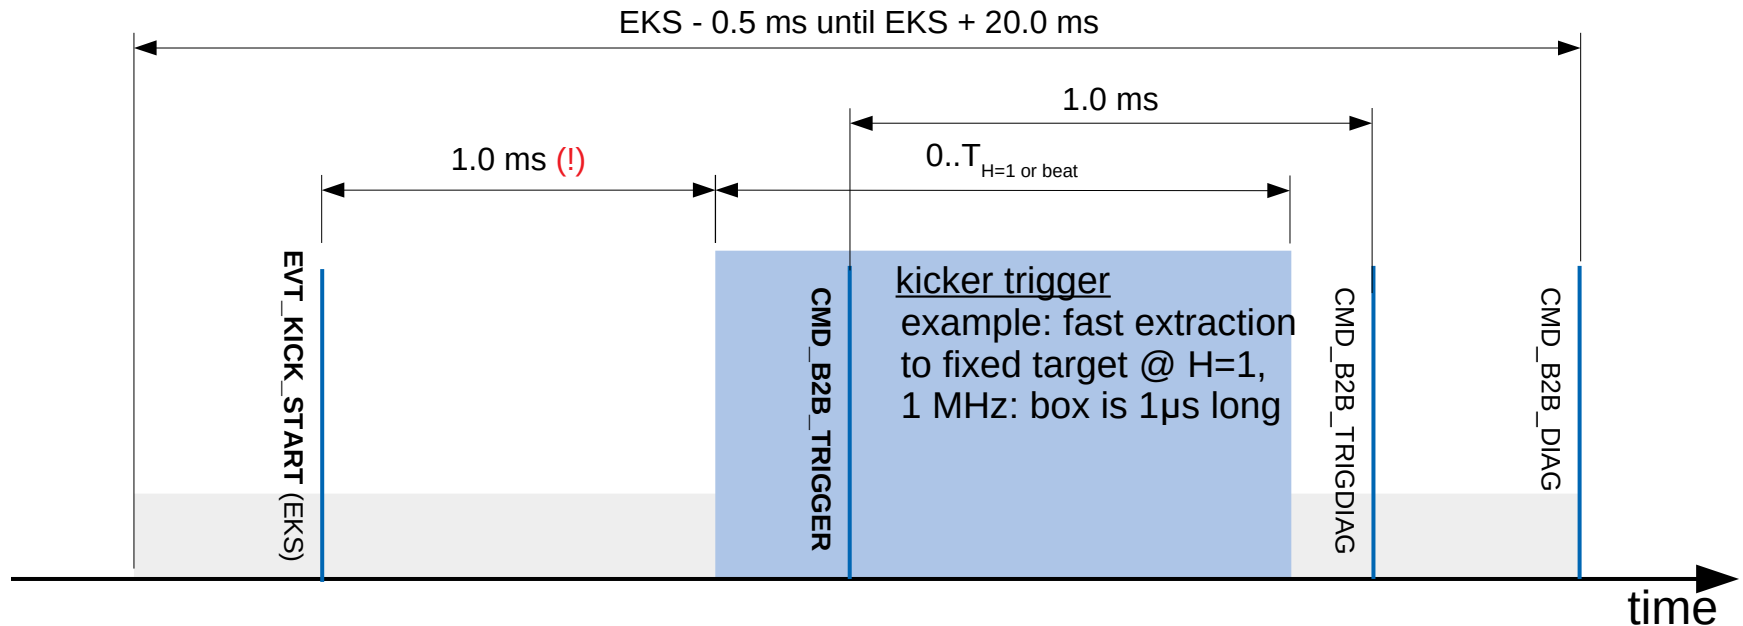 EKS - 0.5 ms until EKS + 20.0 ms
1.0 ms
1.0 ms (!)
0..T H=1 or beat
EVT_KICK_START (EKS)
CMD_B2B_TRIGGER
kicker trigger
example: fast extraction
to fixed target @ H=1,
1 MHz: box is 1µs long
CMD_B2B_TRIGDIAG
CMD_B2B_DIAG
time